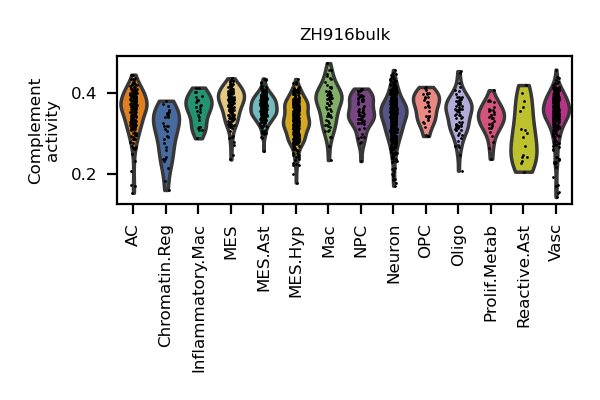 ZH916bulk
Complement
activity
0.4
0.2
AC
Chromatin.Reg
Inflammatory.Mac
MES
MES.Ast
MES.Hyp
Mac
NPC
Neuron
OPC
Oligo
Prolif.Metab
Reactive.Ast
Vasc